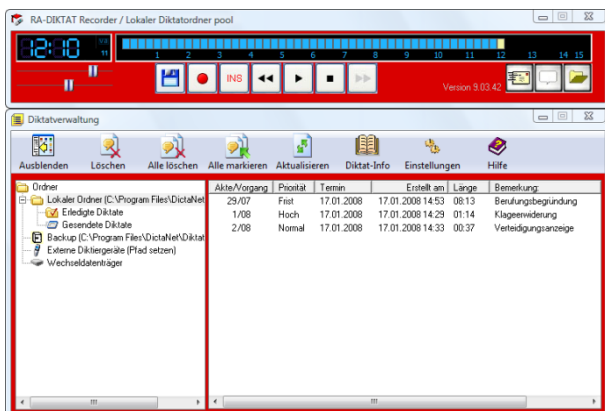 RA-DIKTAT Recorder / Lokaler Diktatordner pool
12:10
11
1 2 3 4 5 6 7 8 9 10 11 12 13 14 15
INS
Version 9.03.42
Diktatverwaltung
Ausblenden Löschen Alle löschen Alle markieren Aktualisieren Diktat-Info Einstellungen Hilfe
Ordner
Lokaler Ordner (C:\Program Files\DictaNet
Erledigte Diktate
Gesendete Diktate
Backup (C:\Program Files\DictaNet\Diktat
Externe Diktiergeräte (Pfad setzen)
Wechseldatenträger
Akte/Vorgang Priorität Termin Erstellt am Länge Bemerkung:
29/07 Frist 17.01.2008 17.01.2008 14:53 08:13 Berufungsbegründung
1/08 Hoch 17.01.2008 17.01.2008 14:29 01:14 Klageerwiderung
2/08 Normal 17.01.2008 17.01.2008 14:33 00:37 Verteidigungsanzeige